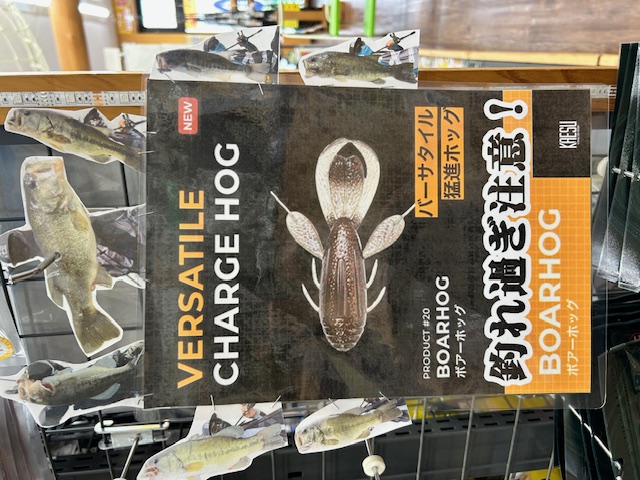 NEW
VERSATILE
CHARGE HOG
バーサタイル
猛進ホッグ
PRODUCT #20
BOARHOG
ボアーホッグ
釣れ過ぎ注意！
KAESU
BOARHOG
ボアーホッグ